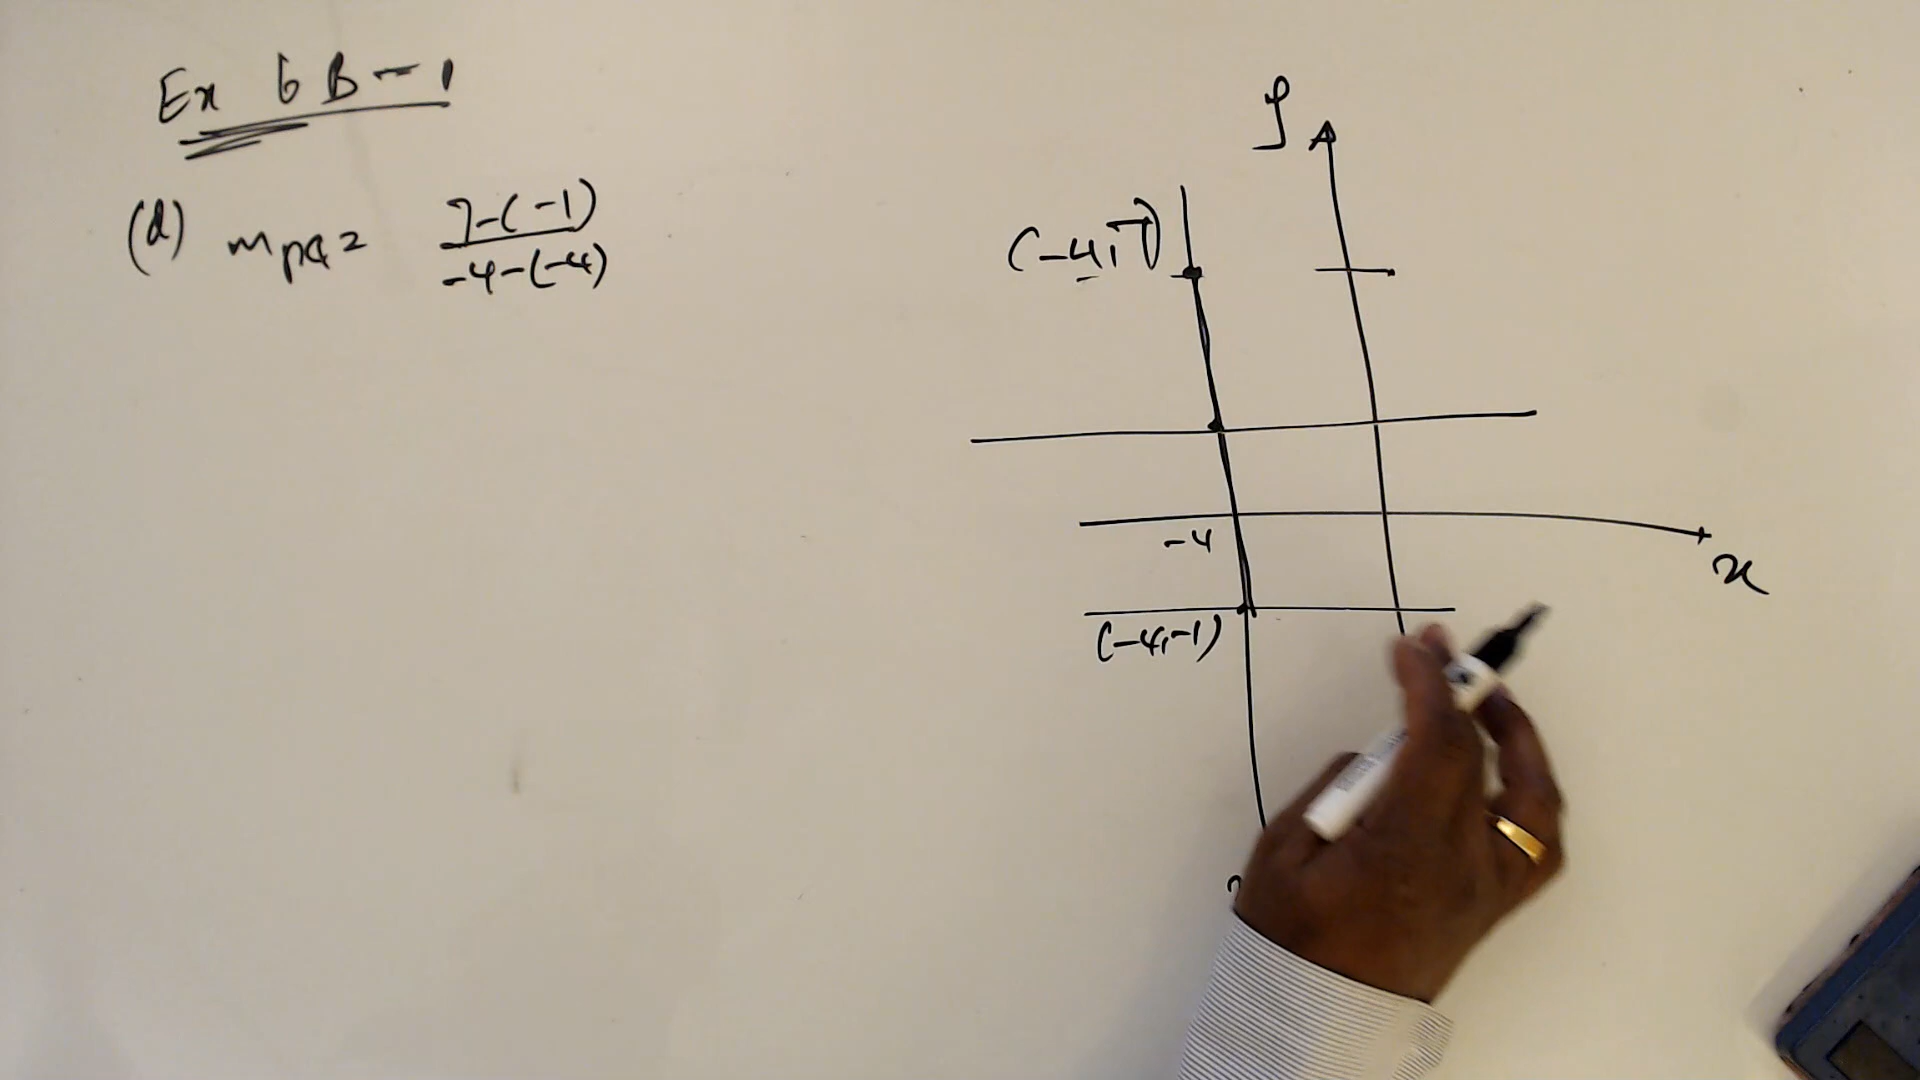 Ex 6B-1
(d) mPQ = 7-(-1)
-4-(-4)
y
(-4,7)
-4
x
(-4,-1)